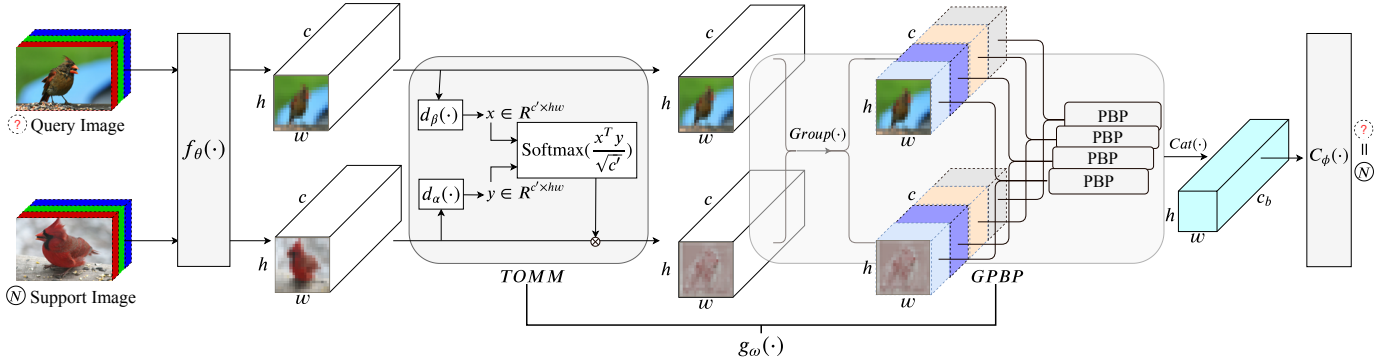 ? Query Image
N Support Image
f_θ(·)
c
h
w
c
h
w
d_β(·)
x ∈ R^{c′×hw}
Softmax(x^T y / √c′)
d_α(·)
y ∈ R^{c′×hw}
⊗
TOMM
c
h
w
c
h
w
Group(·)
c
h
w
c
h
w
PBP
PBP
PBP
PBP
GPBP
Cat(·)
h
w
c_b
C_ϕ(·)
?
=
N
g_ω(·)